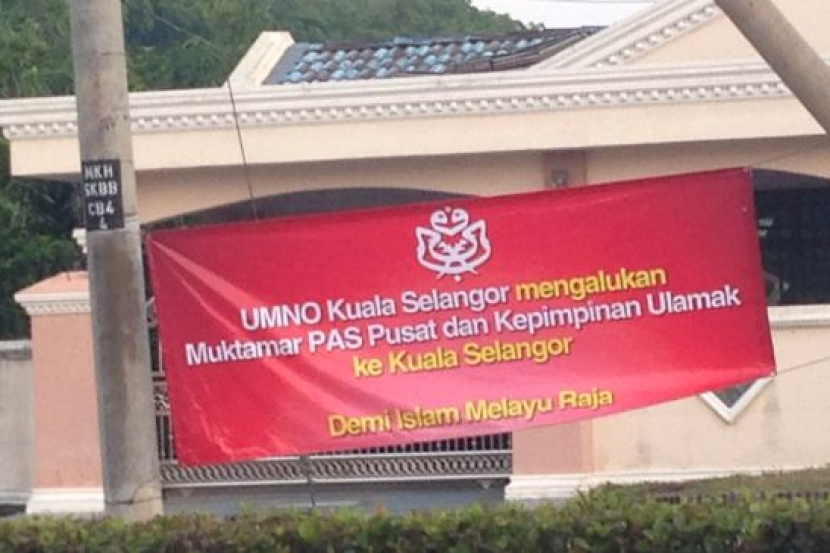 NKH
SKBB
CB4
4
UMNO Kuala Selangor mengalukan
Muktamar PAS Pusat dan Kepimpinan Ulamak
ke Kuala Selangor
Demi Islam Melayu Raja